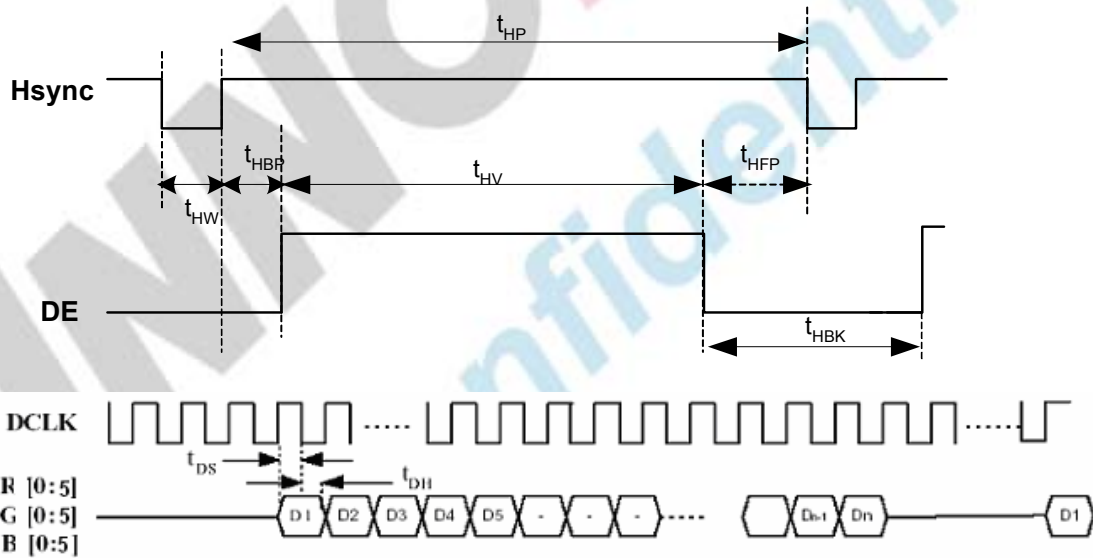 tHP
Hsync
tHBP
tHV
tHFP
tHW
DE
tHBK
DCLK
tDS
tDH
R [0:5]
G [0:5]
B [0:5]
D1 D2 D3 D4 D5 - - - Dn-1 Dn D1
nfidential